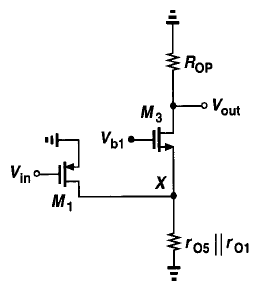 R_OP
V_out
M_3
V_b1
V_in
M_1
X
r_O5 || r_O1